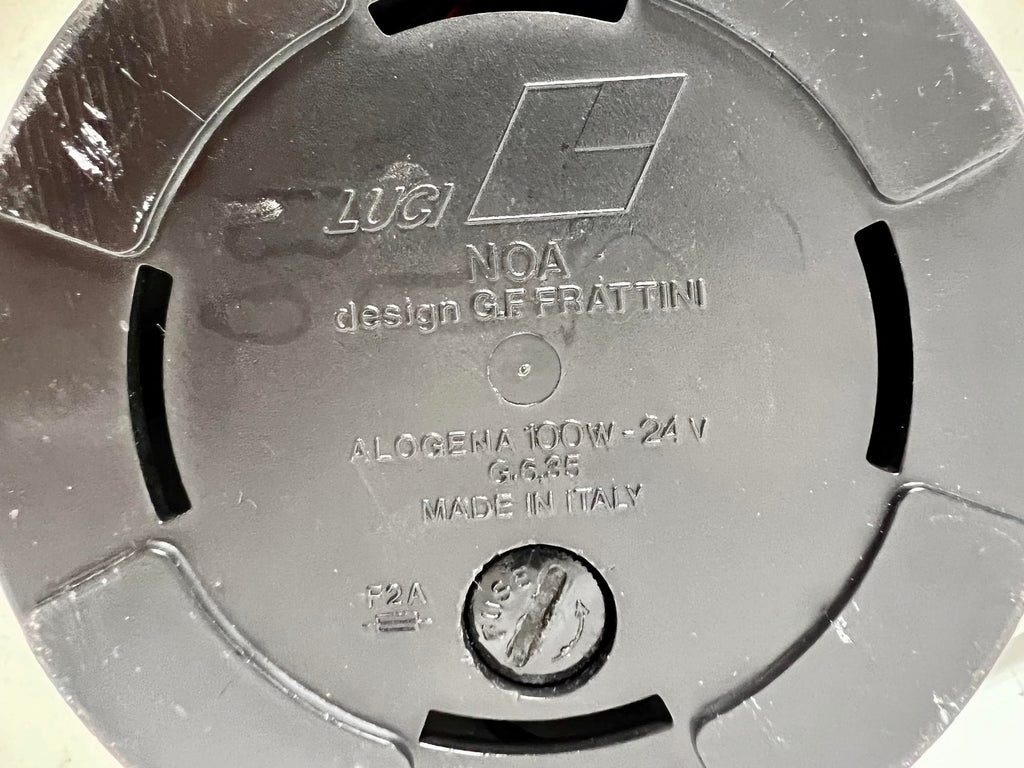 LUCI
NOA
design G.F. FRATTINI
ALOGENA 100W - 24 V
G.6,35
MADE IN ITALY
F2A
FUSE